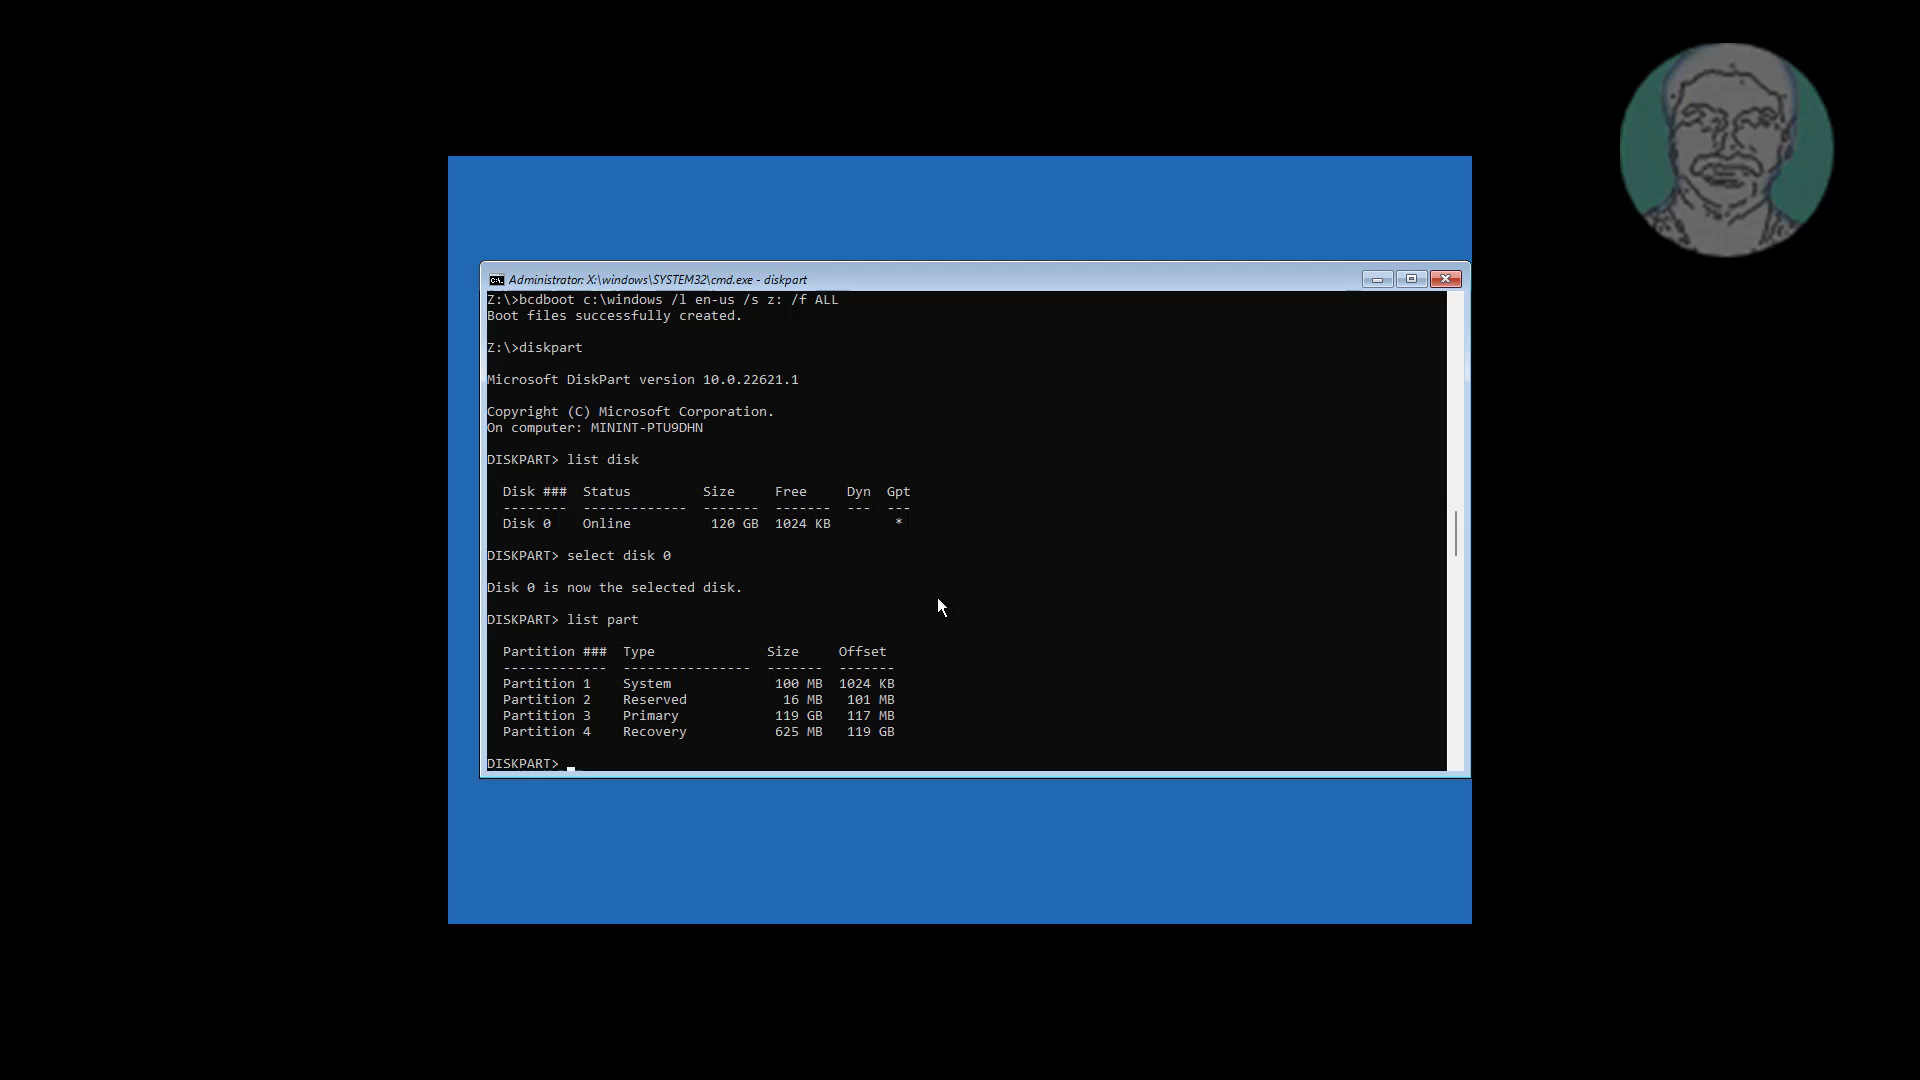 Administrator: X:\windows\SYSTEM32\cmd.exe - diskpart
Z:\>bcdboot c:\windows /l en-us /s z: /f ALL
Boot files successfully created.
Z:\>diskpart
Microsoft DiskPart version 10.0.22621.1
Copyright (C) Microsoft Corporation.
On computer: MININT-PTU9DHN
DISKPART> list disk
  Disk ###  Status         Size     Free     Dyn  Gpt
  --------  -------------  -------  -------  ---  ---
  Disk 0    Online          120 GB  1024 KB        *
DISKPART> select disk 0
Disk 0 is now the selected disk.
DISKPART> list part
  Partition ###  Type              Size     Offset
  -------------  ----------------  -------  -------
  Partition 1    System             100 MB  1024 KB
  Partition 2    Reserved            16 MB   101 MB
  Partition 3    Primary            119 GB   117 MB
  Partition 4    Recovery           625 MB   119 GB
DISKPART>